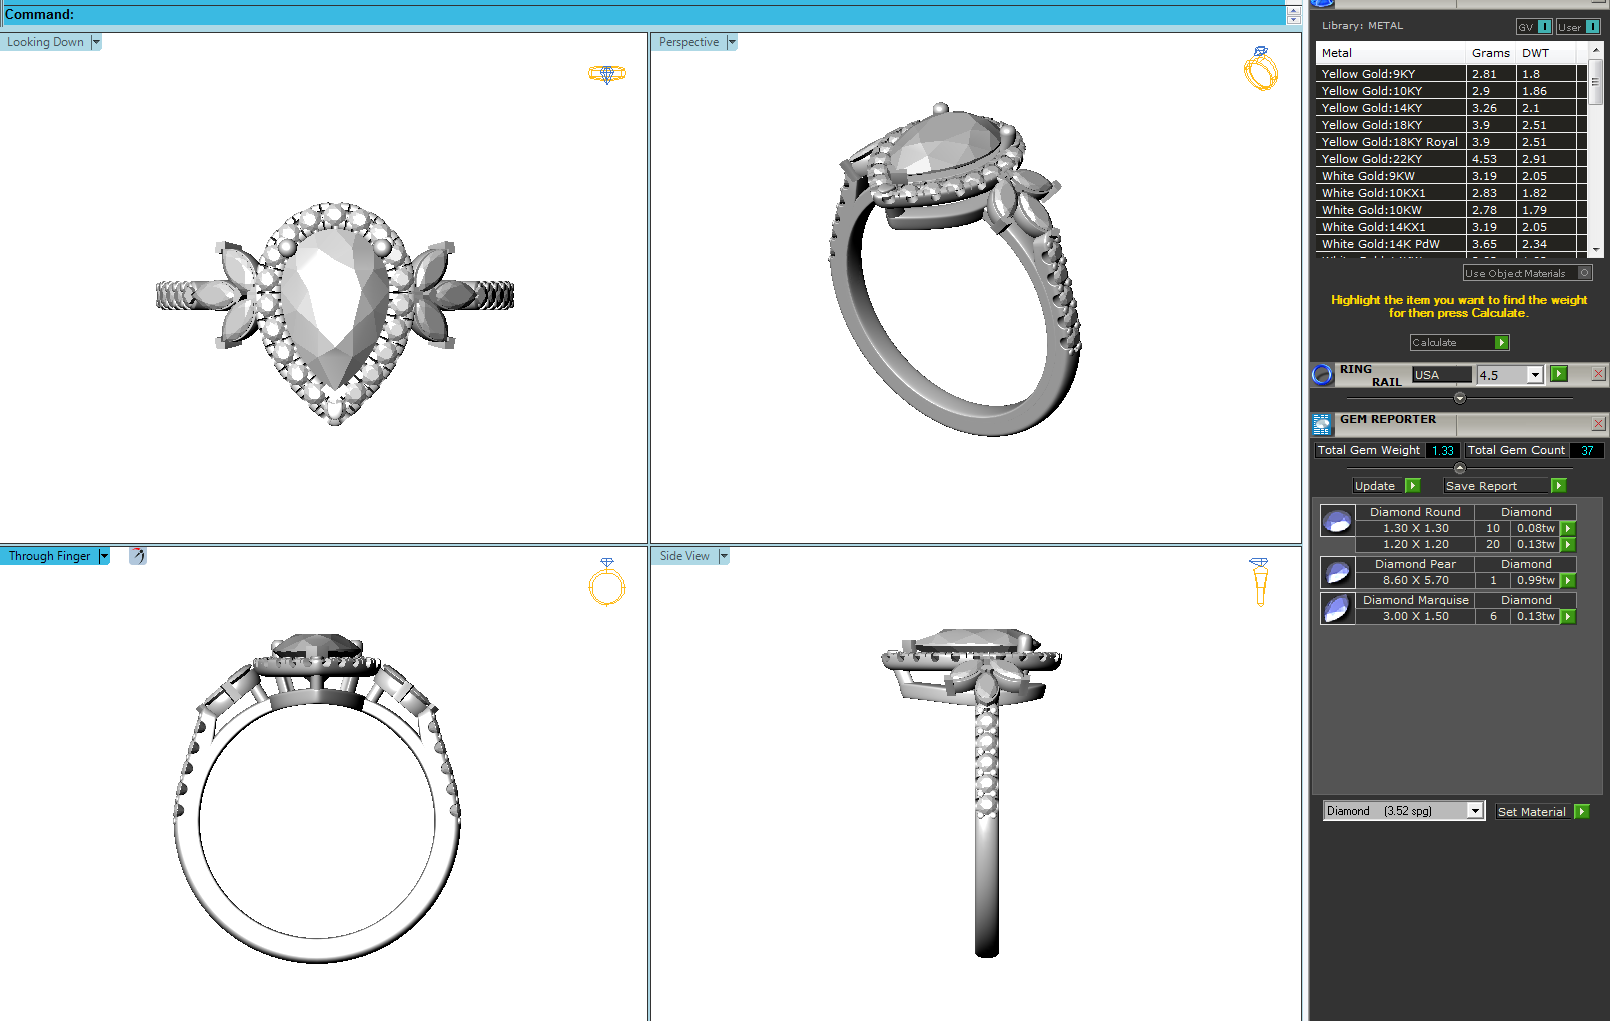 Command:
Looking Down
Perspective
Through Finger
Side View
Library: METAL
GV I User I
Metal Grams DWT
Yellow Gold:9KY 2.81 1.8
Yellow Gold:10KY 2.9 1.86
Yellow Gold:14KY 3.26 2.1
Yellow Gold:18KY 3.9 2.51
Yellow Gold:18KY Royal 3.9 2.51
Yellow Gold:22KY 4.53 2.91
White Gold:9KW 3.19 2.05
White Gold:10KX1 2.83 1.82
White Gold:10KW 2.78 1.79
White Gold:14KX1 3.19 2.05
White Gold:14K PdW 3.65 2.34
Use Object Materials
Highlight the item you want to find the weight
for then press Calculate.
Calculate
RING
RAIL USA 4.5
GEM REPORTER
Total Gem Weight 1.33 Total Gem Count 37
Update Save Report
Diamond Round Diamond
1.30 X 1.30 10 0.08tw
1.20 X 1.20 20 0.13tw
Diamond Pear Diamond
8.60 X 5.70 1 0.99tw
Diamond Marquise Diamond
3.00 X 1.50 6 0.13tw
Diamond (3.52 spg) Set Material